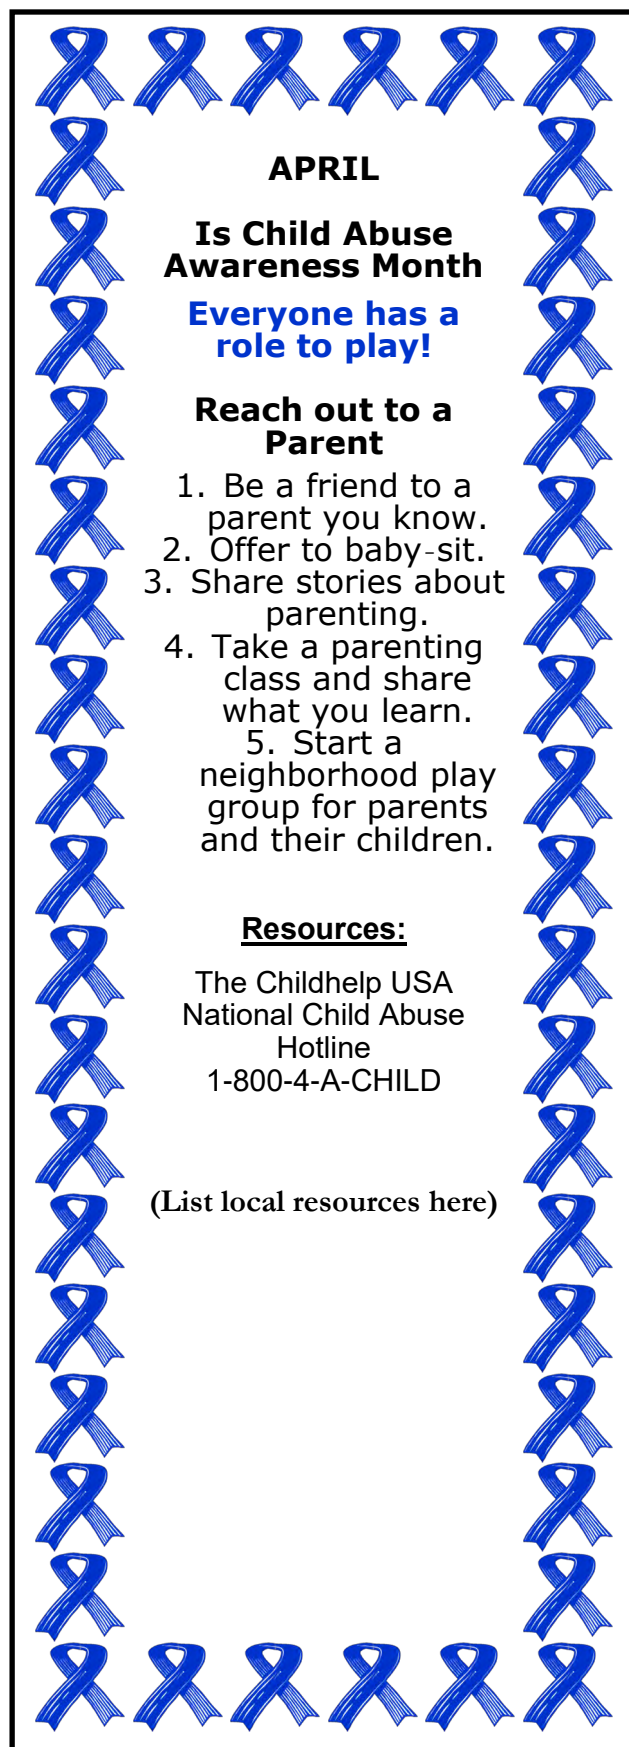 APRIL
Is Child Abuse
Awareness Month
Everyone has a
role to play!
Reach out to a
Parent
1. Be a friend to a
parent you know.
2. Offer to baby-sit.
3. Share stories about
parenting.
4. Take a parenting
class and share
what you learn.
5. Start a
neighborhood play
group for parents
and their children.
Resources:
The Childhelp USA
National Child Abuse
Hotline
1-800-4-A-CHILD
(List local resources here)